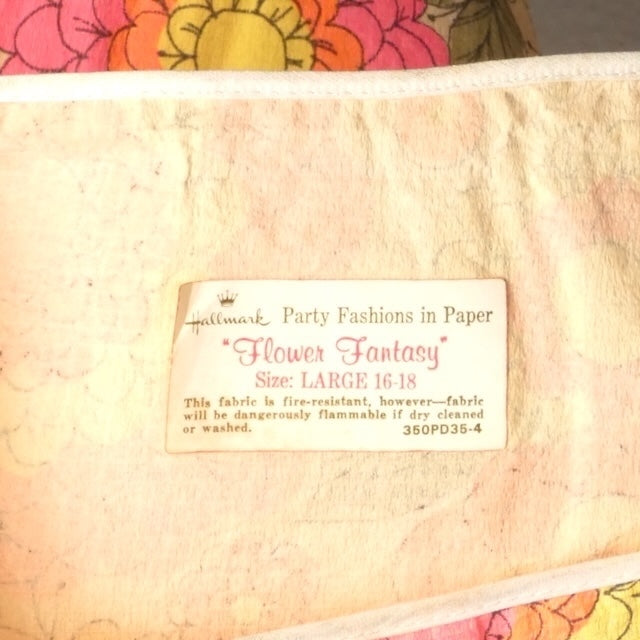 Hallmark Party Fashions in Paper
"Flower Fantasy"
Size: LARGE 16-18
This fabric is fire-resistant, however—fabric
will be dangerously flammable if dry cleaned
or washed. 350PD35-4